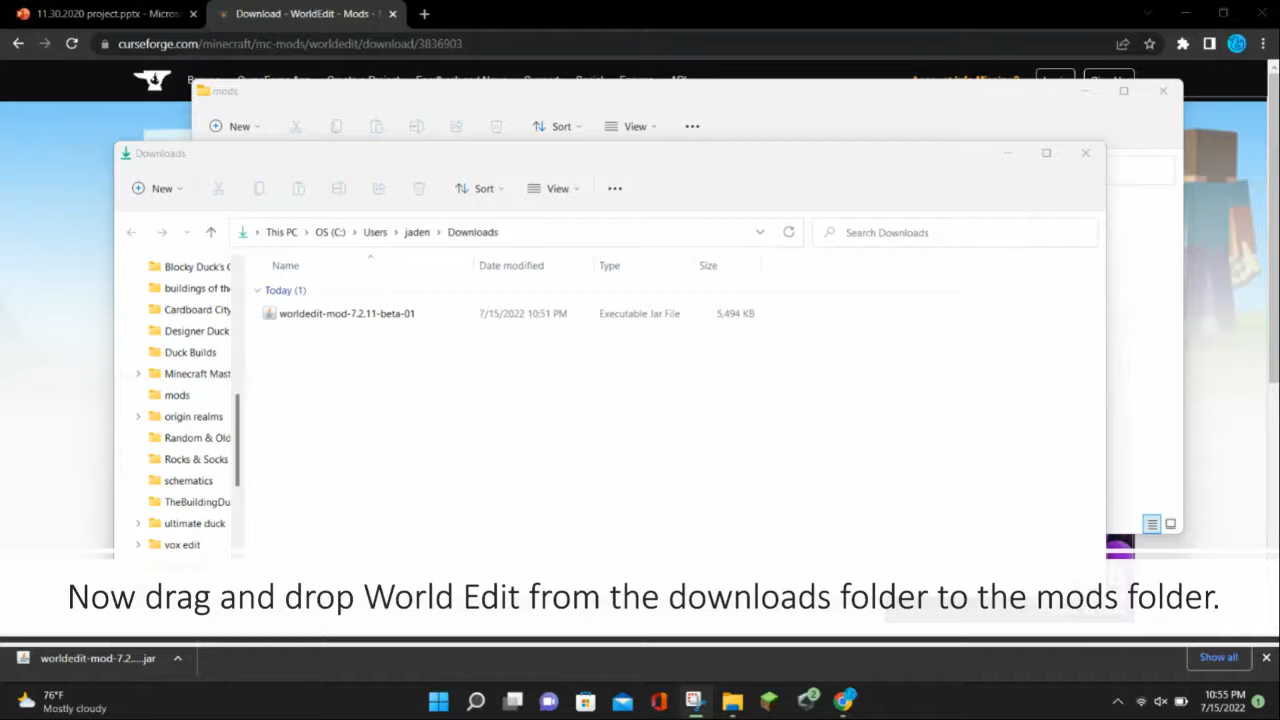 11.30.2020 project.pptx - Micros
Download - WorldEdit - Mods -
curseforge.com/minecraft/mc-mods/worldedit/download/3836903
mods
New
Sort
View
Downloads
New
Sort
View
This PC > OS (C:) > Users > jaden > Downloads
Search Downloads
Name Date modified Type Size
Today (1)
worldedit-mod-7.2.11-beta-01 7/15/2022 10:51 PM Executable Jar File 5,494 KB
Blocky Duck's C
buildings of the
Cardboard City
Designer Duck
Duck Builds
Minecraft Mast
mods
origin realms
Random & Old
Rocks & Socks
schematics
TheBuildingDu
ultimate duck
vox edit
Now drag and drop World Edit from the downloads folder to the mods folder.
worldedit-mod-7.2....jar
Show all
76°F
Mostly cloudy
2
10:55 PM
7/15/2022
1